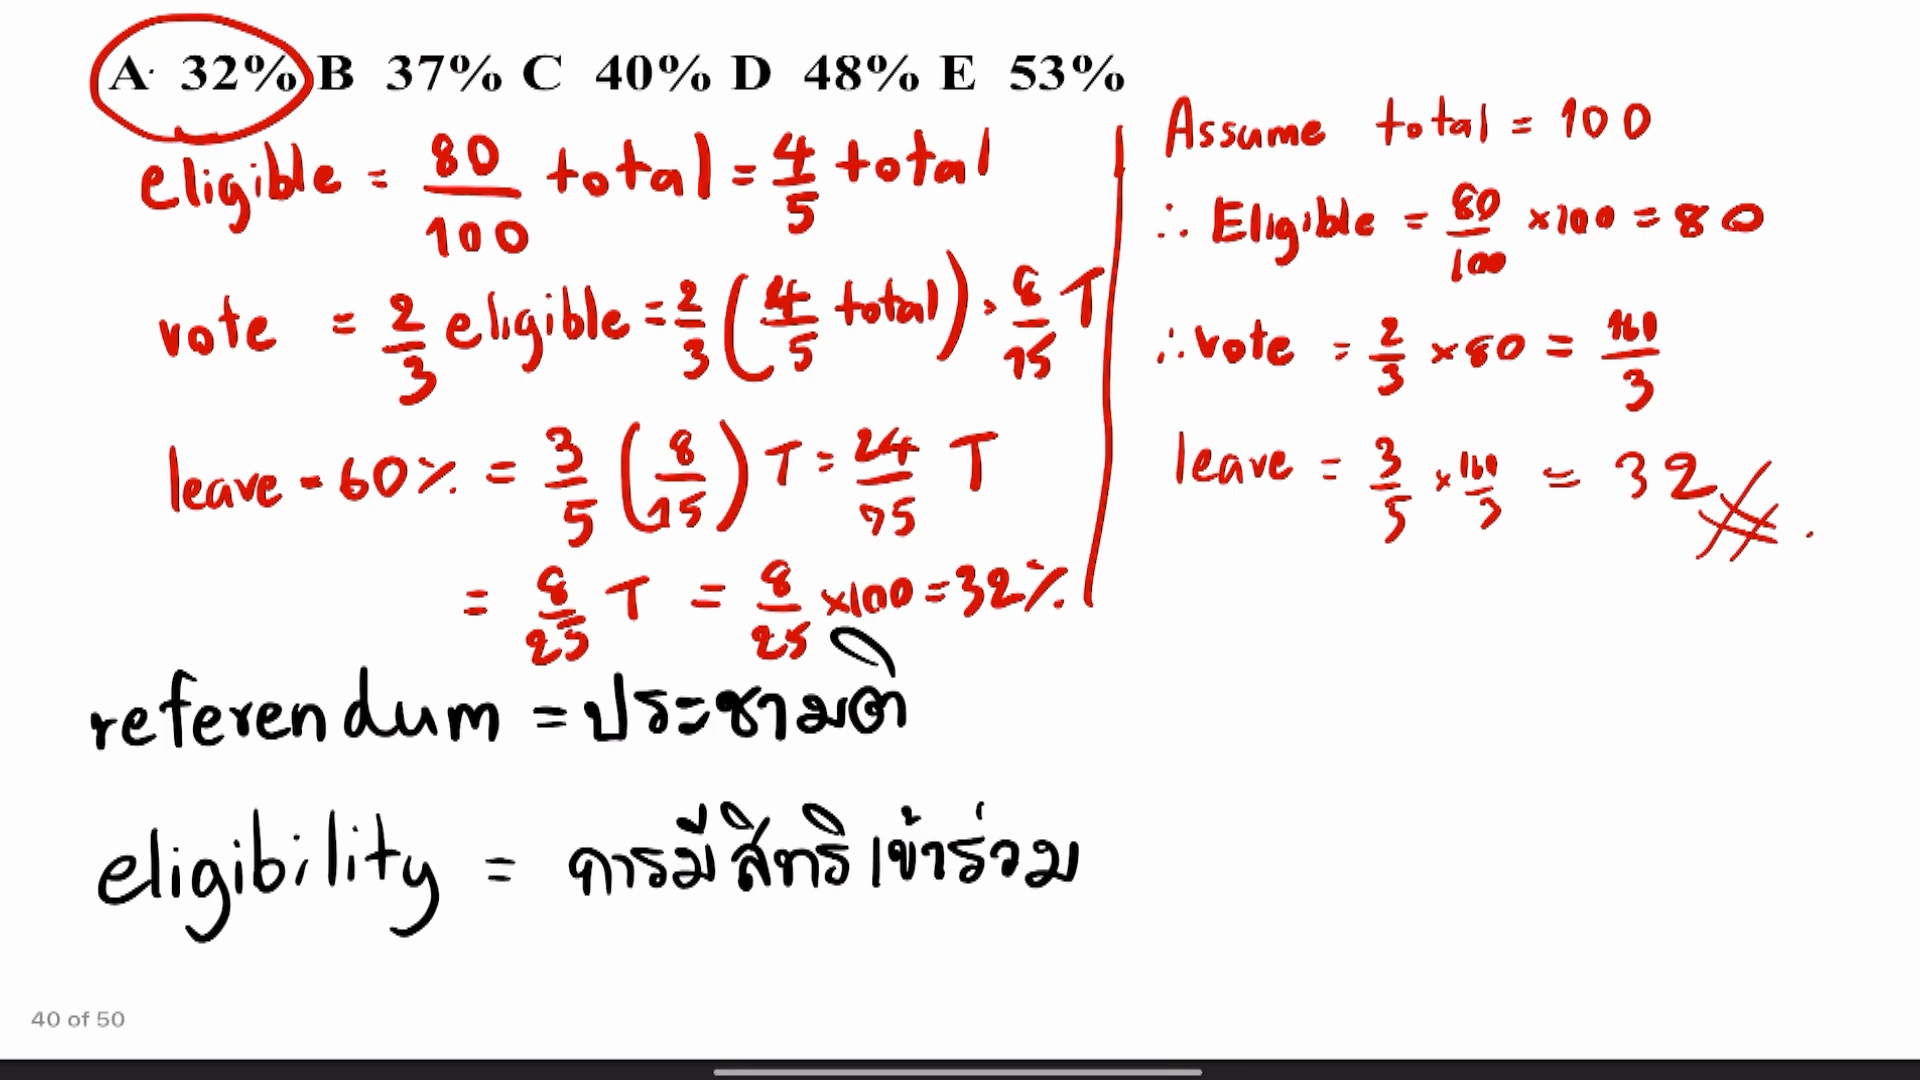 A. 32% B 37% C 40% D 48% E 53%
eligible = 80/100 total = 4/5 total
vote = 2/3 eligible = 2/3 (4/5 total) = 8/15 T
leave = 60% = 3/5 (8/15) T = 24/75 T
= 8/25 T = 8/25 ×100 = 32%
Assume total = 100
∴ Eligible = 80/100 ×100 = 80
∴ vote = 2/3 ×80 = 160/3
leave = 3/5 × 160/3 = 32 #.
referendum = ประชามติ
eligibility = การมีสิทธิเข้าร่วม
40 of 50